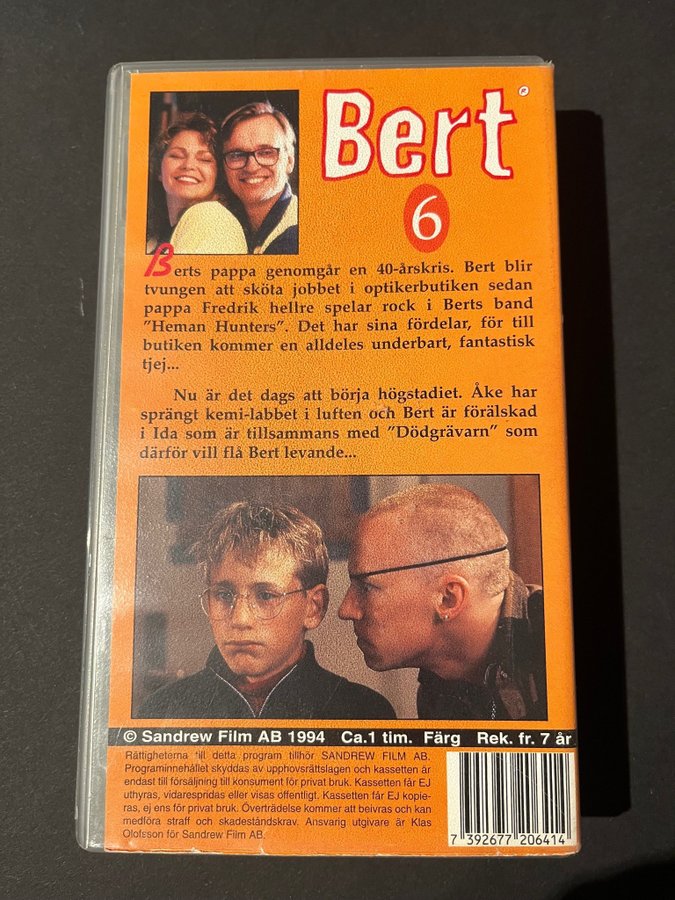 Bert®
6
Berts pappa genomgår en 40-årskris. Bert blir
tvungen att sköta jobbet i optikerbutiken sedan
pappa Fredrik hellre spelar rock i Berts band
"Heman Hunters". Det har sina fördelar, för till
butiken kommer en alldeles underbart, fantastisk
tjej...
Nu är det dags att börja högstadiet. Åke har
sprängt kemi-labbet i luften och Bert är förälskad
i Ida som är tillsammans med "Dödgrävarn" som
därför vill flå Bert levande...
© Sandrew Film AB 1994 Ca.1 tim. Färg Rek. fr. 7 år
Rättigheterna till detta program tillhör SANDREW FILM AB.
Programinnehållet skyddas av upphovsrättslagen och kassetten är
endast till försäljning till konsument för privat bruk. Kassetten får EJ
uthyras, vidarespridas eller visas offentligt. Kassetten får EJ kopie-
ras, ej ens för privat bruk. Överträdelse kommer att beivras och kan
medföra straff och skadeståndskrav. Ansvarig utgivare är Klas
Olofsson för Sandrew Film AB.
7 392677 206414